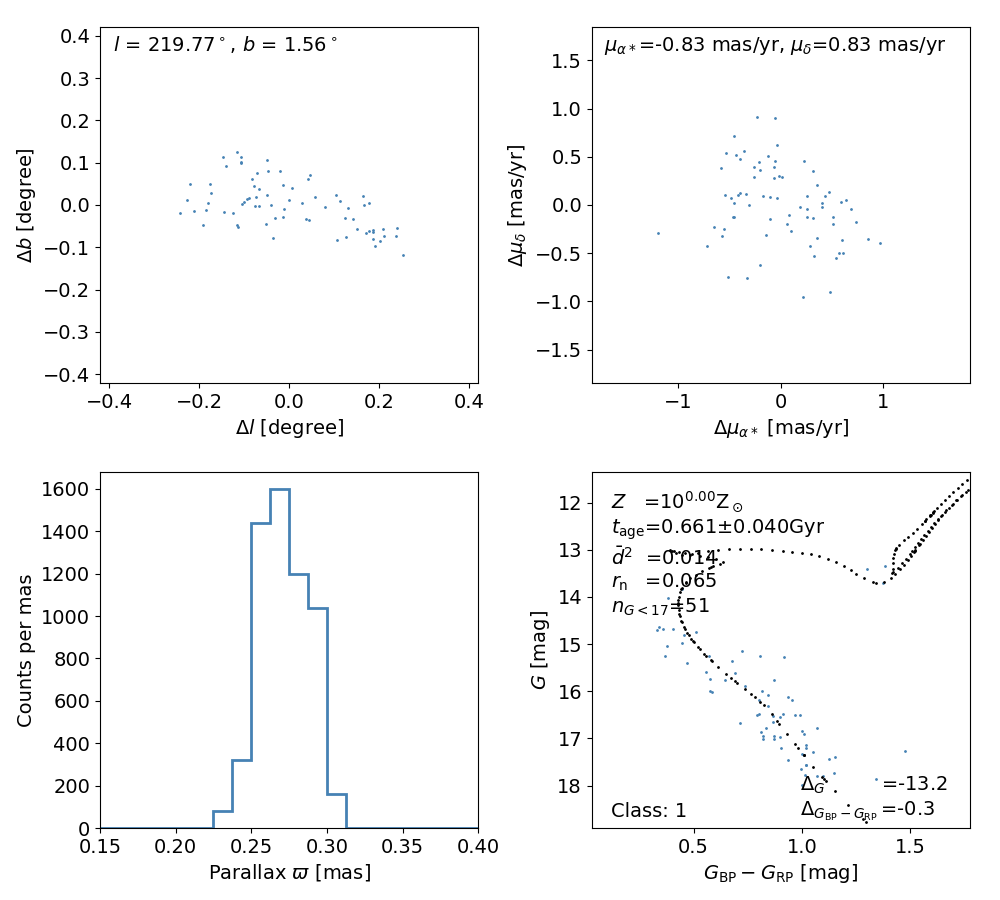 l = 219.77°, b = 1.56°
0.4
0.3
0.2
0.1
0.0
−0.1
−0.2
−0.3
−0.4
Δb [degree]
−0.4 −0.2 0.0 0.2 0.4
Δl [degree]
μα*=-0.83 mas/yr, μδ=0.83 mas/yr
1.5
1.0
0.5
0.0
−0.5
−1.0
−1.5
Δμδ [mas/yr]
−1 0 1
Δμα* [mas/yr]
1600
1400
1200
1000
800
600
400
200
0
Counts per mas
0.15 0.20 0.25 0.30 0.35 0.40
Parallax ϖ [mas]
Z =10^0.00Z⊙
tage=0.661±0.040Gyr
d̄² =0.014
rn =0.065
nG<17=51
12
13
14
15
16
17
18
G [mag]
ΔG =-13.2
Class: 1
ΔGBP−GRP=-0.3
0.5 1.0 1.5
GBP − GRP [mag]